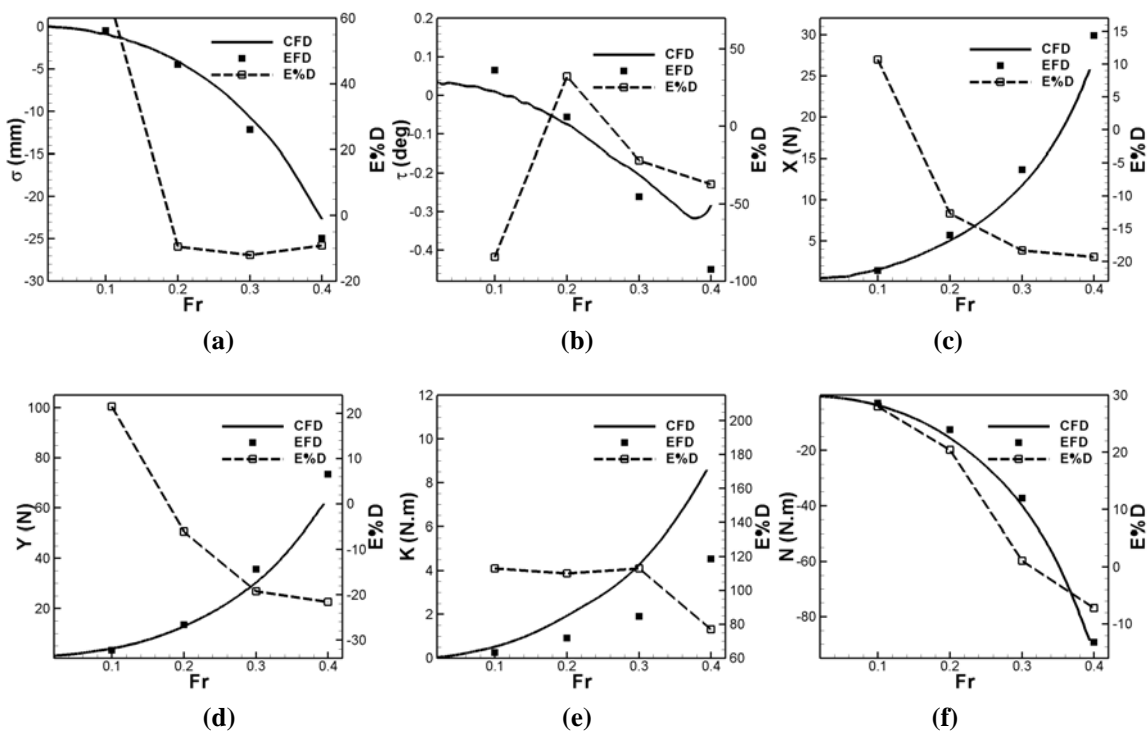 0
-5
-10
-15
-20
-25
-30
σ (mm)
60
40
20
0
-20
E%D
CFD
EFD
E%D
0.1 0.2 0.3 0.4
Fr
(a)
0.2
0.1
0
-0.1
-0.2
-0.3
-0.4
τ (deg)
50
0
-50
-100
E%D
CFD
EFD
E%D
0.1 0.2 0.3 0.4
Fr
(b)
30
25
20
15
10
5
X (N)
15
10
5
0
-5
-10
-15
-20
E%D
CFD
EFD
E%D
0.1 0.2 0.3 0.4
Fr
(c)
100
80
60
40
20
Y (N)
20
10
0
-10
-20
-30
E%D
CFD
EFD
E%D
0.1 0.2 0.3 0.4
Fr
(d)
12
10
8
6
4
2
0
K (N.m)
200
180
160
140
120
100
80
60
E%D
CFD
EFD
E%D
0.1 0.2 0.3 0.4
Fr
(e)
-20
-40
-60
-80
N (N.m)
30
20
10
0
-10
E%D
CFD
EFD
E%D
0.1 0.2 0.3 0.4
Fr
(f)